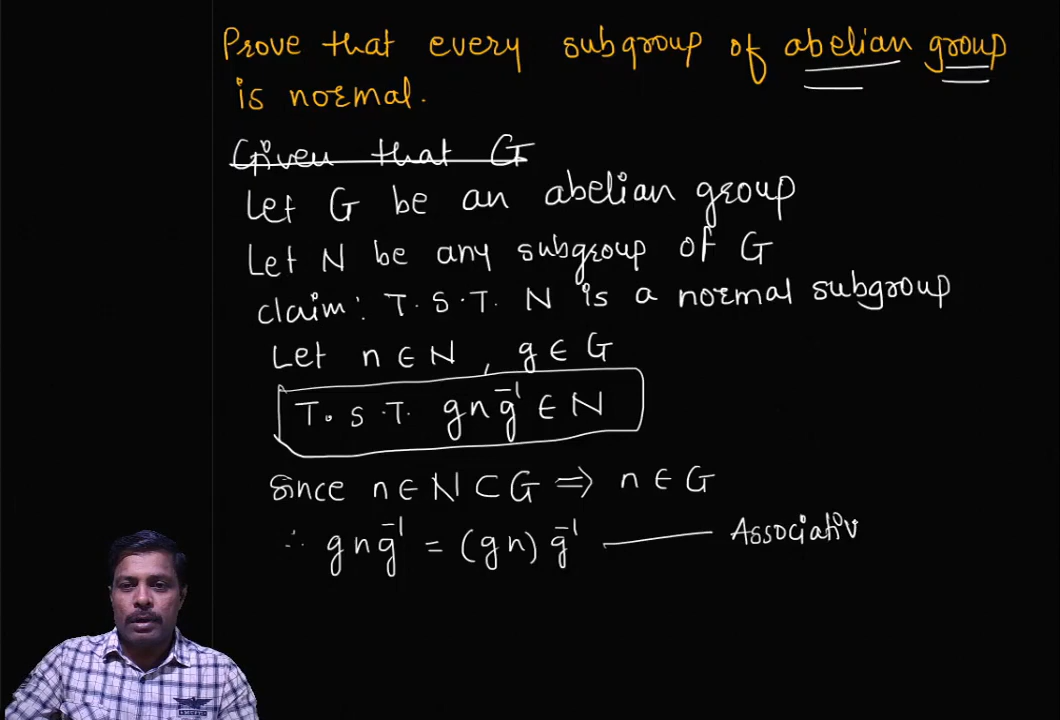 Prove that every subgroup of abelian group
is normal.
Given that G
Let G be an abelian group
Let N be any subgroup of G
claim: T.S.T. N is a normal subgroup
Let n ∈ N, g ∈ G
T.S.T. gng⁻¹ ∈ N
Since n ∈ N ⊂ G ⇒ n ∈ G
∴ gng⁻¹ = (gn)g⁻¹ —— Associativ